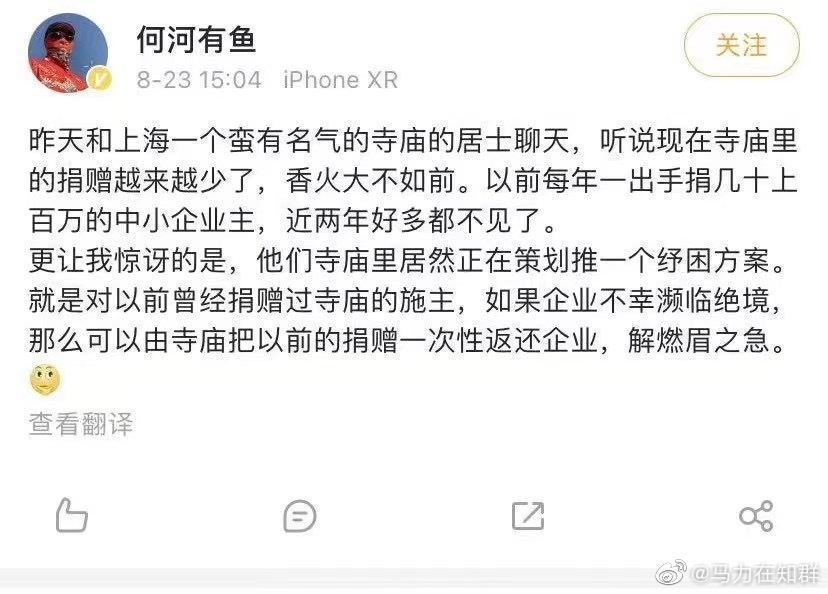 何河有鱼
关注
8-23 15:04 iPhone XR
昨天和上海一个蛮有名气的寺庙的居士聊天，听说现在寺庙里
的捐赠越来越少了，香火大不如前。以前每年一出手捐几十上
百万的中小企业主，近两年好多都不见了。
更让我惊讶的是，他们寺庙里居然正在策划推一个纾困方案。
就是对以前曾经捐赠过寺庙的施主，如果企业不幸濒临绝境，
那么可以由寺庙把以前的捐赠一次性返还企业，解燃眉之急。
查看翻译
@马力在知群